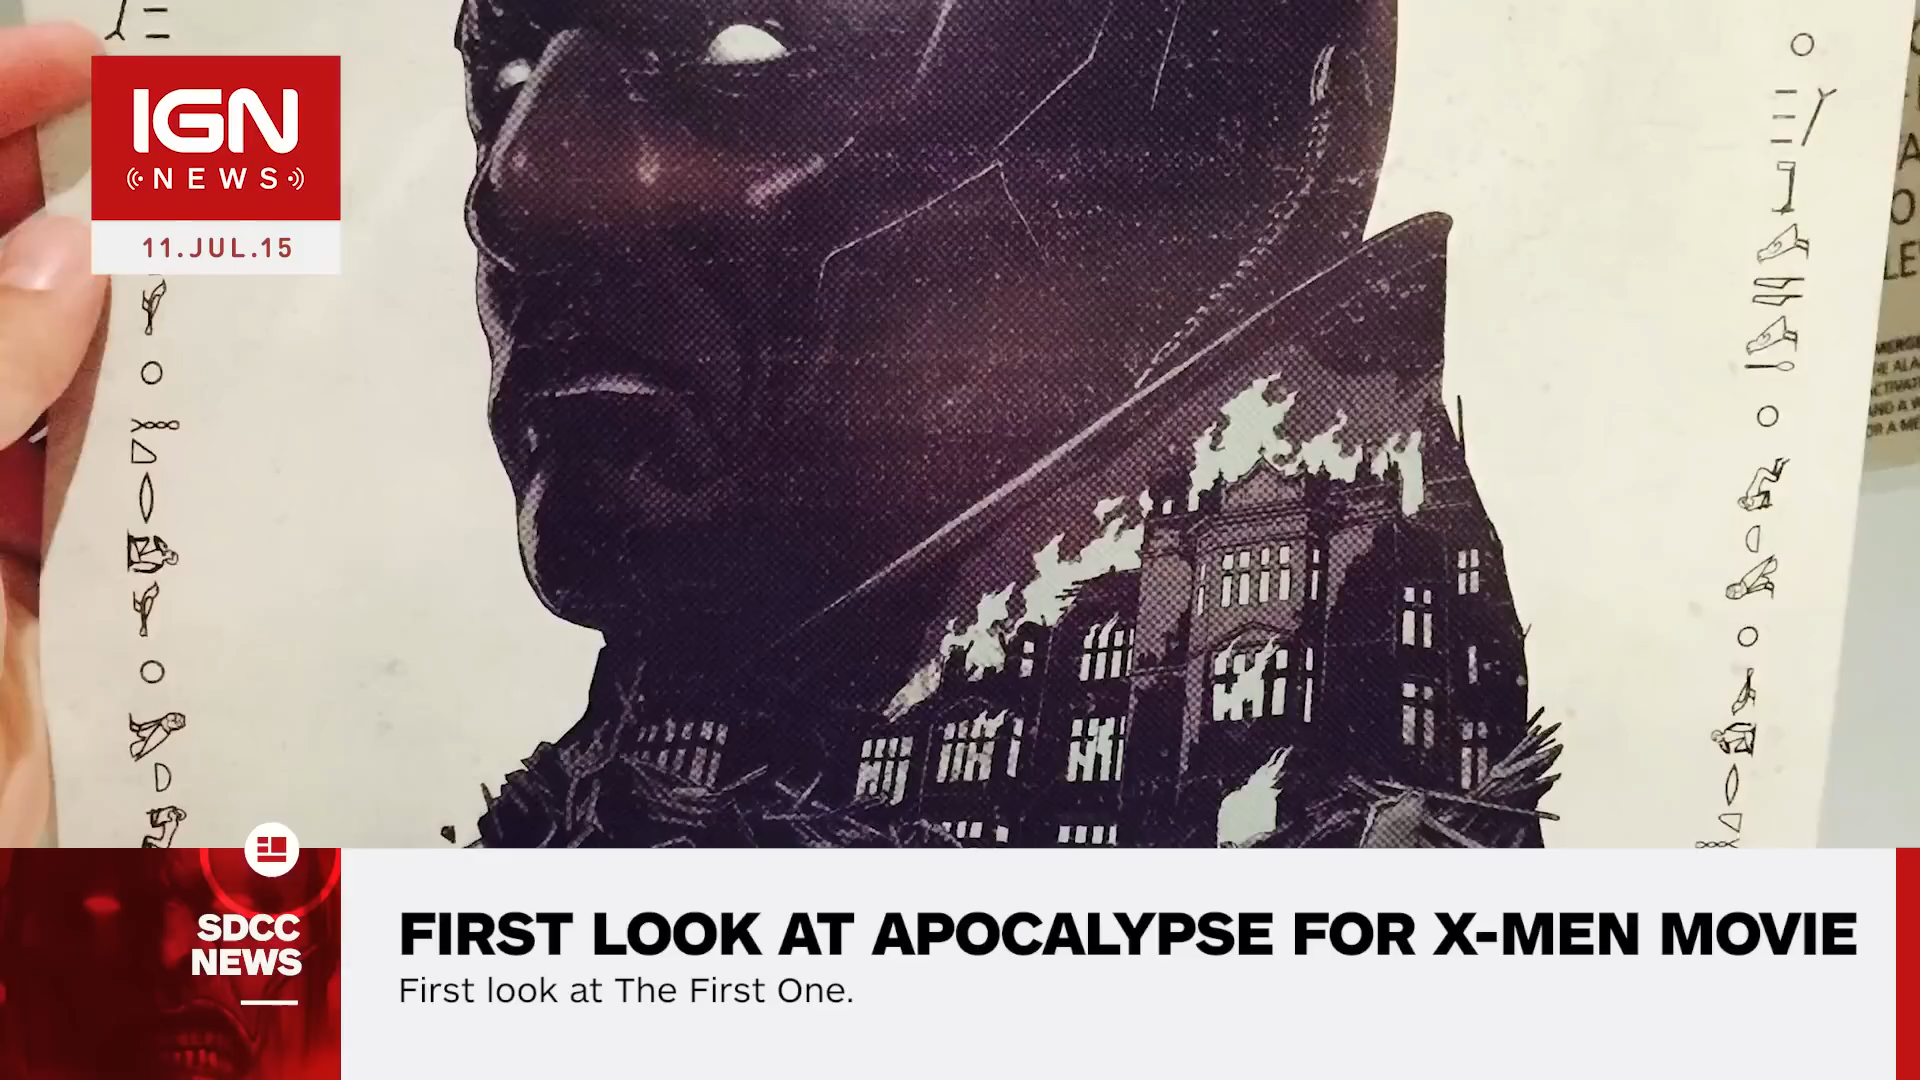 IGN
NEWS
11.JUL.15
SDCC
NEWS
FIRST LOOK AT APOCALYPSE FOR X-MEN MOVIE
First look at The First One.